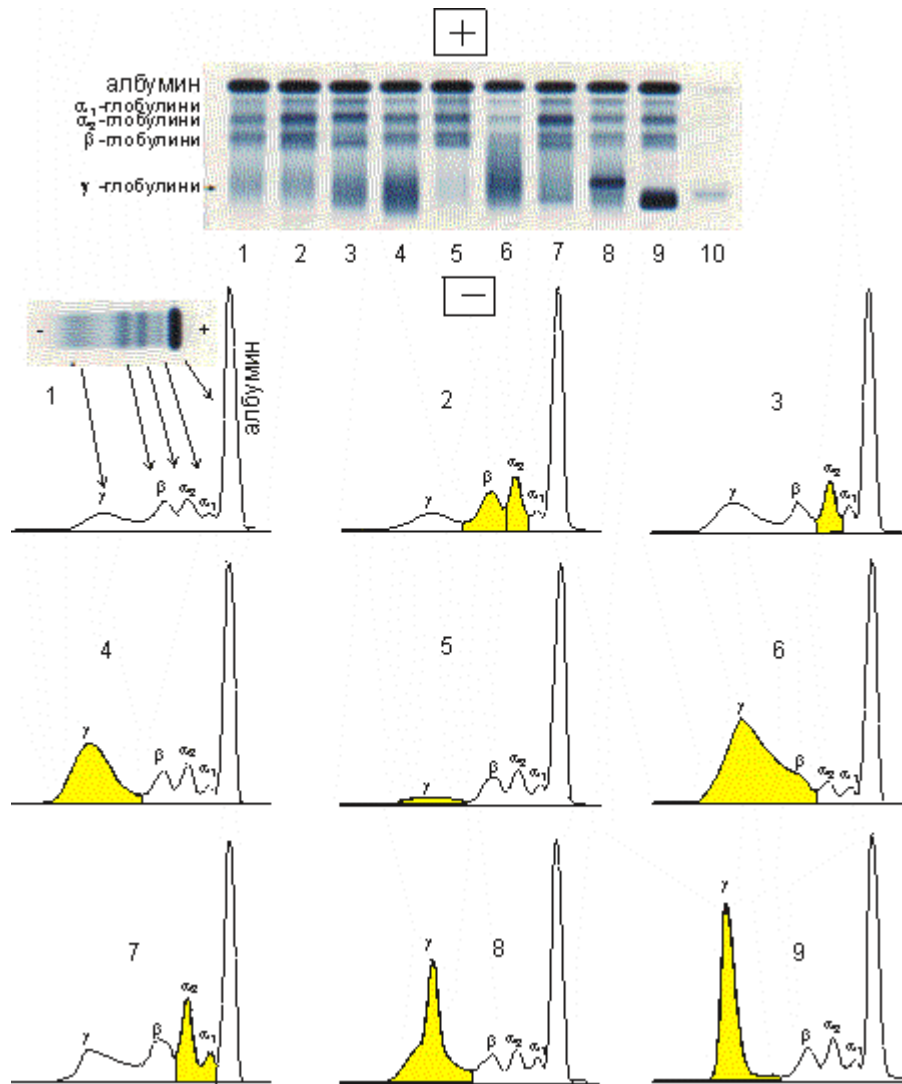 +
албумин
α1-глобулини
α2-глобулини
β-глобулини
γ-глобулини
1 2 3 4 5 6 7 8 9 10
−
- +
1
албумин
γ β α2 α1
2
γ β α2 α1
3
γ β α2 α1
4
γ β α2 α1
5
γ β α2 α1
6
γ β α2 α1
7
γ β α2 α1
8
γ β α2 α1
9
γ β α2 α1